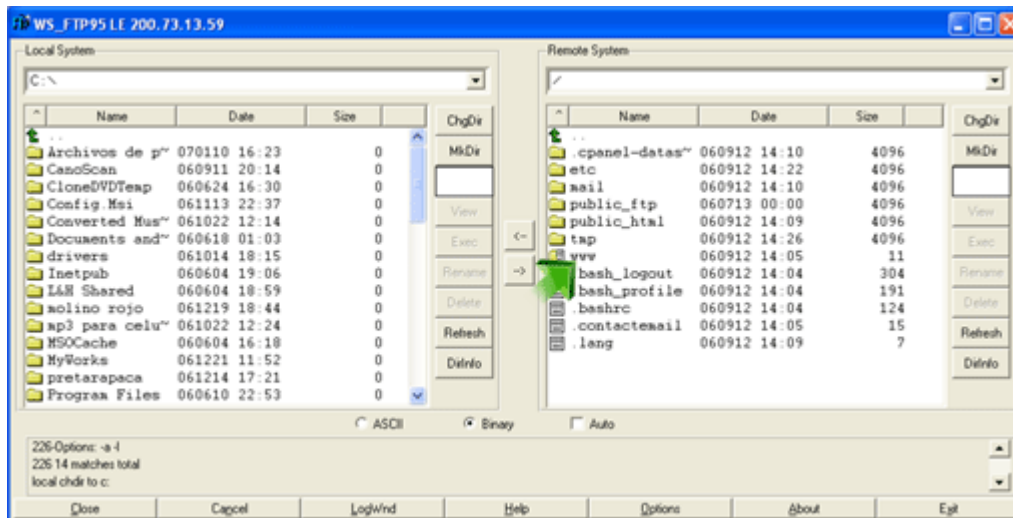 WS_FTP95 LE 200.73.13.59
Local System
C:\
^ Name Date Size
..
Archivos de p~ 070110 16:23 0
CanoScan 060911 20:14 0
CloneDVDTemp 060624 16:30 0
Config.Msi 061113 22:37 0
Converted Mus~ 061022 12:14 0
Documents and~ 060618 01:03 0
drivers 061014 18:15 0
Inetpub 060604 19:06 0
L&H Shared 060604 18:59 0
molino rojo 061219 18:44 0
mp3 para celu~ 061022 12:24 0
MSOCache 060604 16:18 0
MyWorks 061221 11:52 0
pretarapaca 061214 17:21 0
Program Files 060610 22:53 0
ChgDir
MkDir
View
Exec
Rename
Delete
Refresh
DirInfo
<-
->
Remote System
/
^ Name Date Size
..
.cpanel-datas~ 060912 14:10 4096
etc 060912 14:22 4096
mail 060912 14:10 4096
public_ftp 060713 00:00 4096
public_html 060912 14:09 4096
tmp 060912 14:26 4096
www 060912 14:05 11
bash_logout 060912 14:04 304
bash_profile 060912 14:04 191
.bashrc 060912 14:04 124
.contactemail 060912 14:05 15
.lang 060912 14:09 7
ChgDir
MkDir
View
Exec
Rename
Delete
Refresh
DirInfo
ASCII Binary Auto
226-Options: -a -l
226 14 matches total
local chdir to c:
Close Cancel LogWnd Help Options About Exit